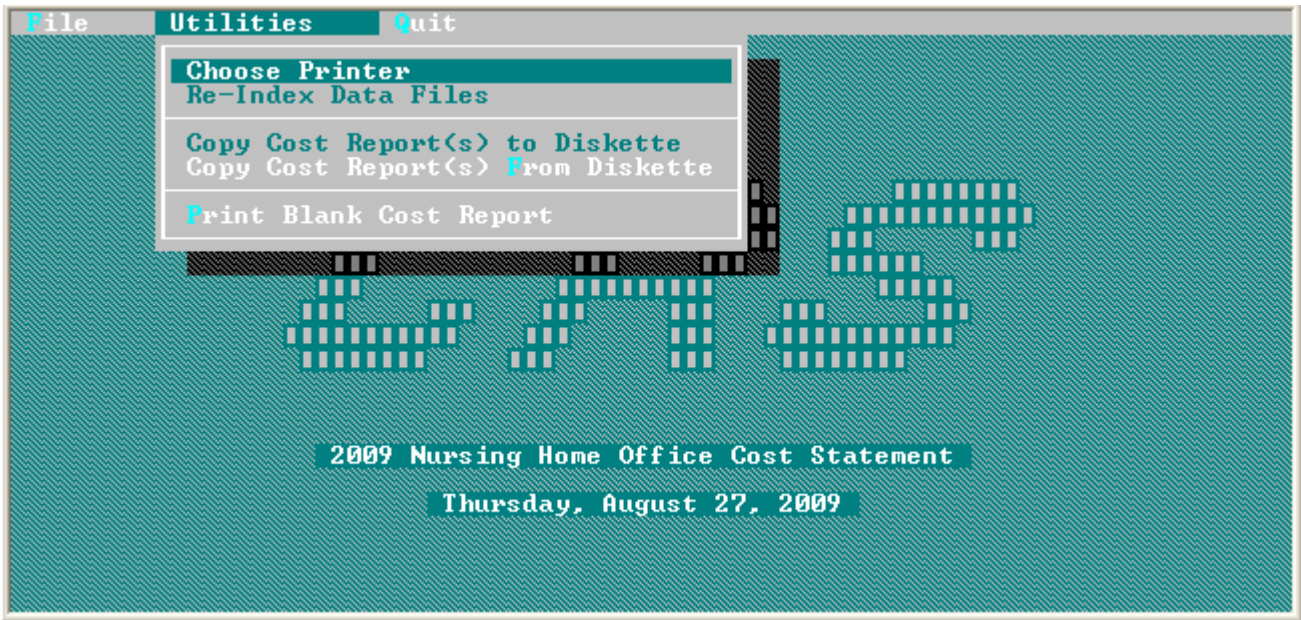 File Utilities Quit
Choose Printer
Re-Index Data Files
Copy Cost Report(s) to Diskette
Copy Cost Report(s) From Diskette
Print Blank Cost Report
2009 Nursing Home Office Cost Statement
Thursday, August 27, 2009